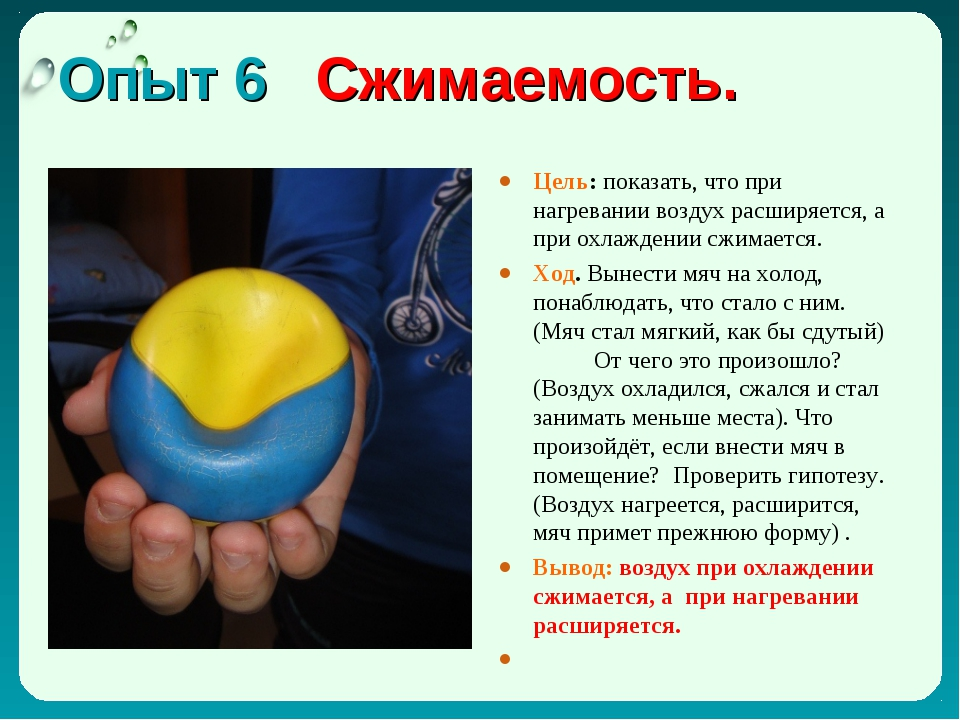 Опыт 6 Сжимаемость.
Цель: показать, что при
нагревании воздух расширяется, а
при охлаждении сжимается.
Ход. Вынести мяч на холод,
понаблюдать, что стало с ним.
(Мяч стал мягкий, как бы сдутый)
От чего это произошло?
(Воздух охладился, сжался и стал
занимать меньше места). Что
произойдёт, если внести мяч в
помещение? Проверить гипотезу.
(Воздух нагреется, расширится,
мяч примет прежнюю форму) .
Вывод: воздух при охлаждении
сжимается, а при нагревании
расширяется.